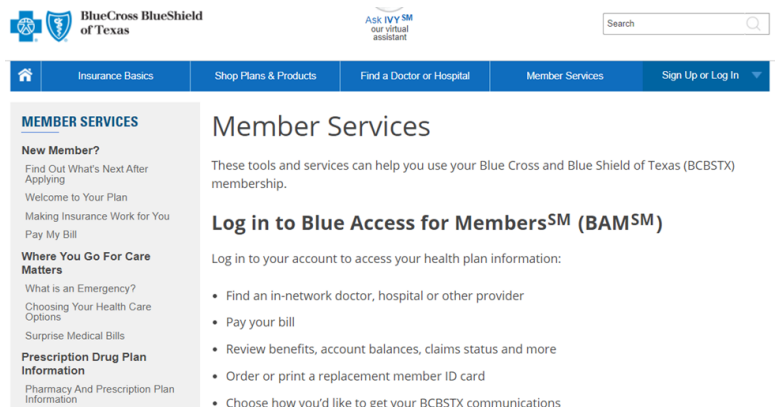 BlueCross BlueShield
of Texas
Ask IVY SM
our virtual
assistant
Search
Insurance Basics
Shop Plans & Products
Find a Doctor or Hospital
Member Services
Sign Up or Log In
MEMBER SERVICES
New Member?
Find Out What's Next After
Applying
Welcome to Your Plan
Making Insurance Work for You
Pay My Bill
Where You Go For Care
Matters
What is an Emergency?
Choosing Your Health Care
Options
Surprise Medical Bills
Prescription Drug Plan
Information
Pharmacy And Prescription Plan
Information
Member Services
These tools and services can help you use your Blue Cross and Blue Shield of Texas (BCBSTX)
membership.
Log in to Blue Access for MembersSM (BAMSM)
Log in to your account to access your health plan information:
• Find an in-network doctor, hospital or other provider
• Pay your bill
• Review benefits, account balances, claims status and more
• Order or print a replacement member ID card
• Choose how you'd like to get your BCBSTX communications